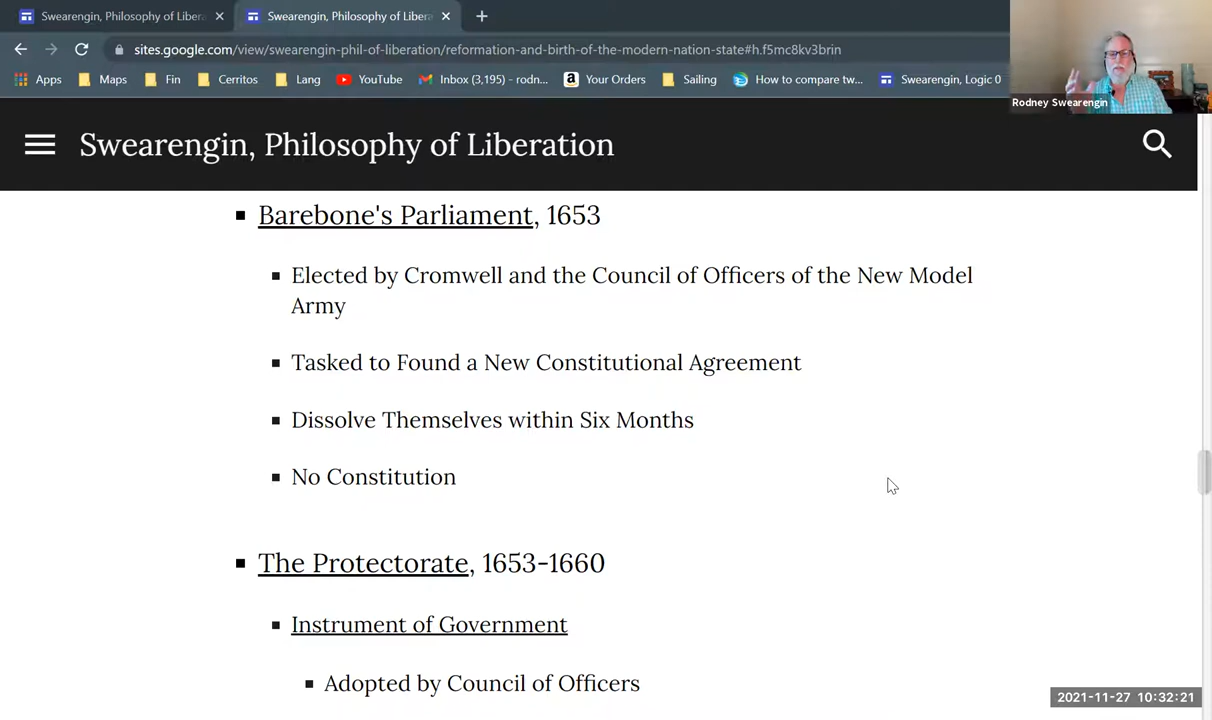 Swearengin, Philosophy of Libera
Swearengin, Philosophy of Libera
sites.google.com/view/swearengin-phil-of-liberation/reformation-and-birth-of-the-modern-nation-state#h.f5mc8kv3brin
Apps Maps Fin Cerritos Lang YouTube Inbox (3,195) - rodn... Your Orders Sailing How to compare tw... Swearengin, Logic 0
Rodney Swearengin
Swearengin, Philosophy of Liberation
Barebone's Parliament, 1653
Elected by Cromwell and the Council of Officers of the New Model
Army
Tasked to Found a New Constitutional Agreement
Dissolve Themselves within Six Months
No Constitution
The Protectorate, 1653-1660
Instrument of Government
Adopted by Council of Officers
2021-11-27 10:32:21